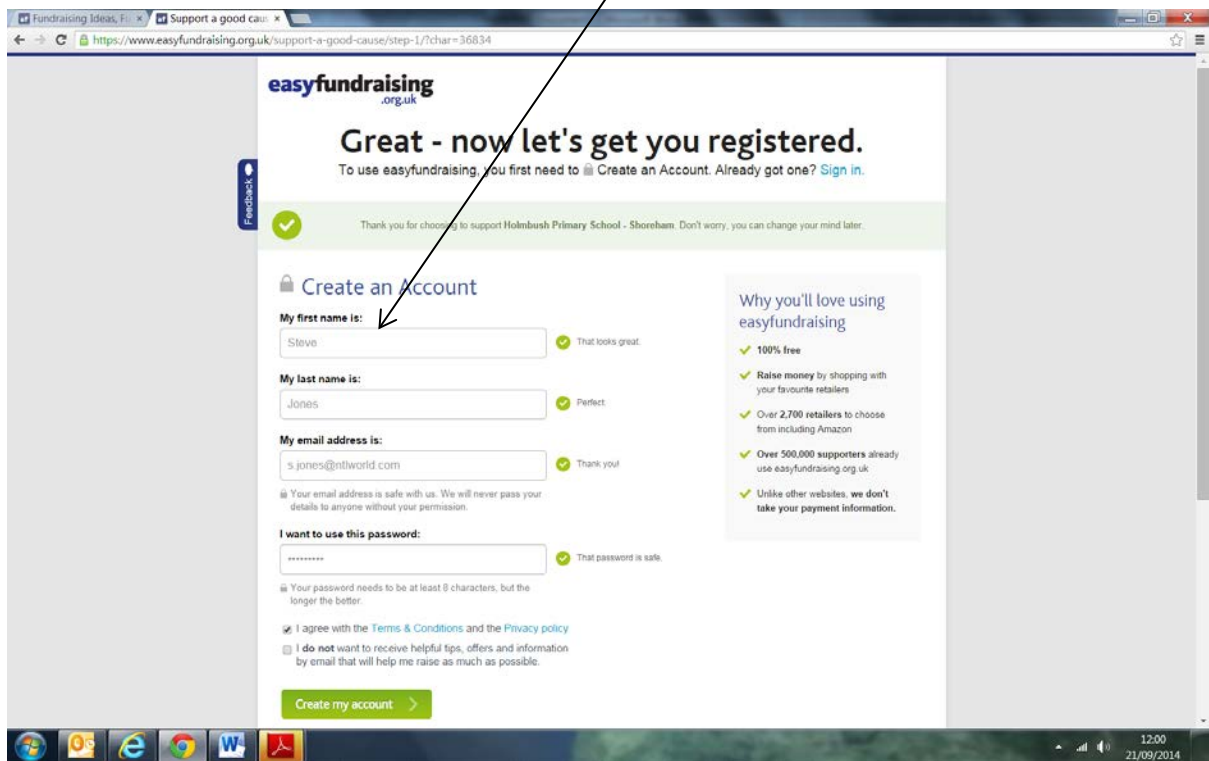 Fundraising Ideas, Fu
Support a good caus
https://www.easyfundraising.org.uk/support-a-good-cause/step-1/?char=36834
easyfundraising
.org.uk
Great - now let's get you registered.
To use easyfundraising, you first need to Create an Account. Already got one? Sign in.
Feedback
Thank you for choosing to support Holmbush Primary School - Shoreham. Don't worry, you can change your mind later.
Create an Account
My first name is:
Steve
That looks great.
My last name is:
Jones
Perfect.
My email address is:
s.jones@ntlworld.com
Thank you!
Your email address is safe with us. We will never pass your
details to anyone without your permission.
I want to use this password:
•••••••••
That password is safe.
Your password needs to be at least 8 characters, but the
longer the better.
I agree with the Terms & Conditions and the Privacy policy
I do not want to receive helpful tips, offers and information
by email that will help me raise as much as possible.
Create my account
Why you'll love using
easyfundraising
100% free
Raise money by shopping with
your favourite retailers
Over 2,700 retailers to choose
from including Amazon
Over 500,000 supporters already
use easyfundraising.org.uk
Unlike other websites, we don't
take your payment information.
12:00
21/09/2014